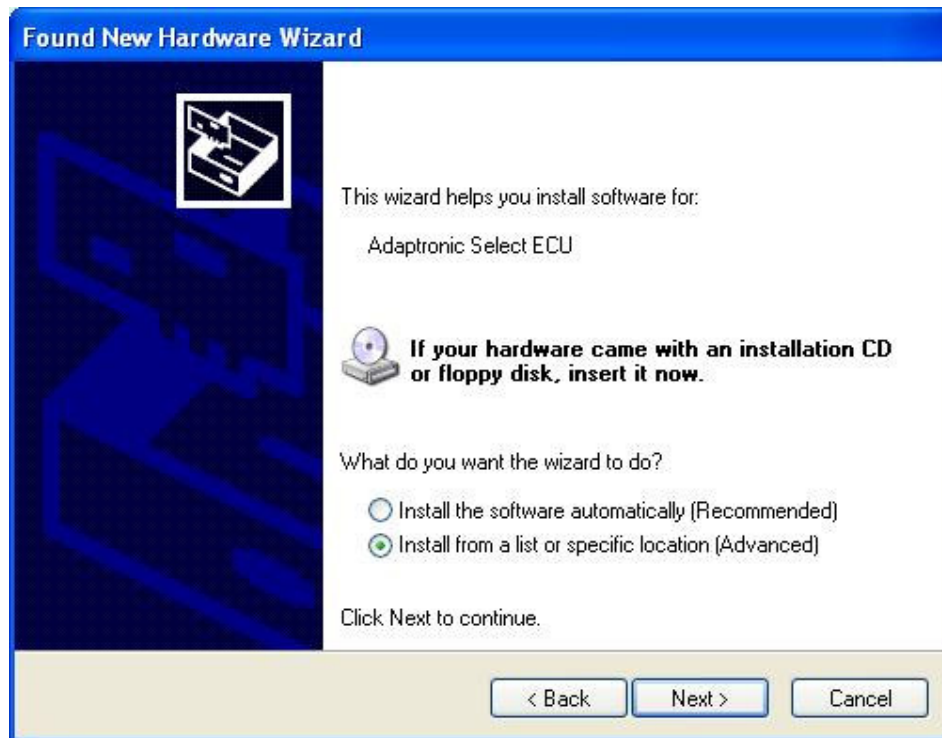 Found New Hardware Wizard
This wizard helps you install software for:
Adaptronic Select ECU
If your hardware came with an installation CD
or floppy disk, insert it now.
What do you want the wizard to do?
Install the software automatically (Recommended)
Install from a list or specific location (Advanced)
Click Next to continue.
< Back
Next >
Cancel